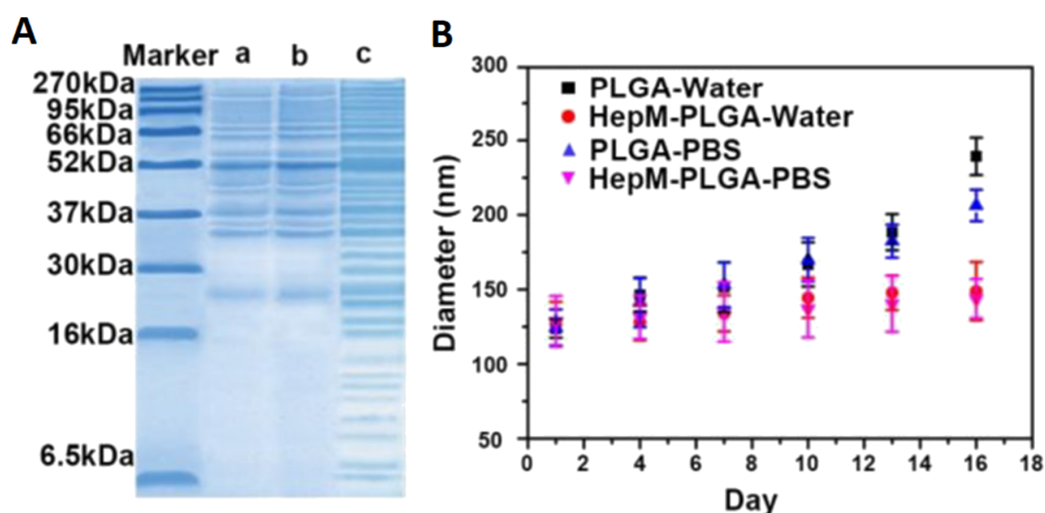 A
Marker a b c
270kDa
95kDa
66kDa
52kDa
37kDa
30kDa
16kDa
6.5kDa
B
300
250
200
150
100
50
Diameter (nm)
PLGA-Water
HepM-PLGA-Water
PLGA-PBS
HepM-PLGA-PBS
0 2 4 6 8 10 12 14 16 18
Day